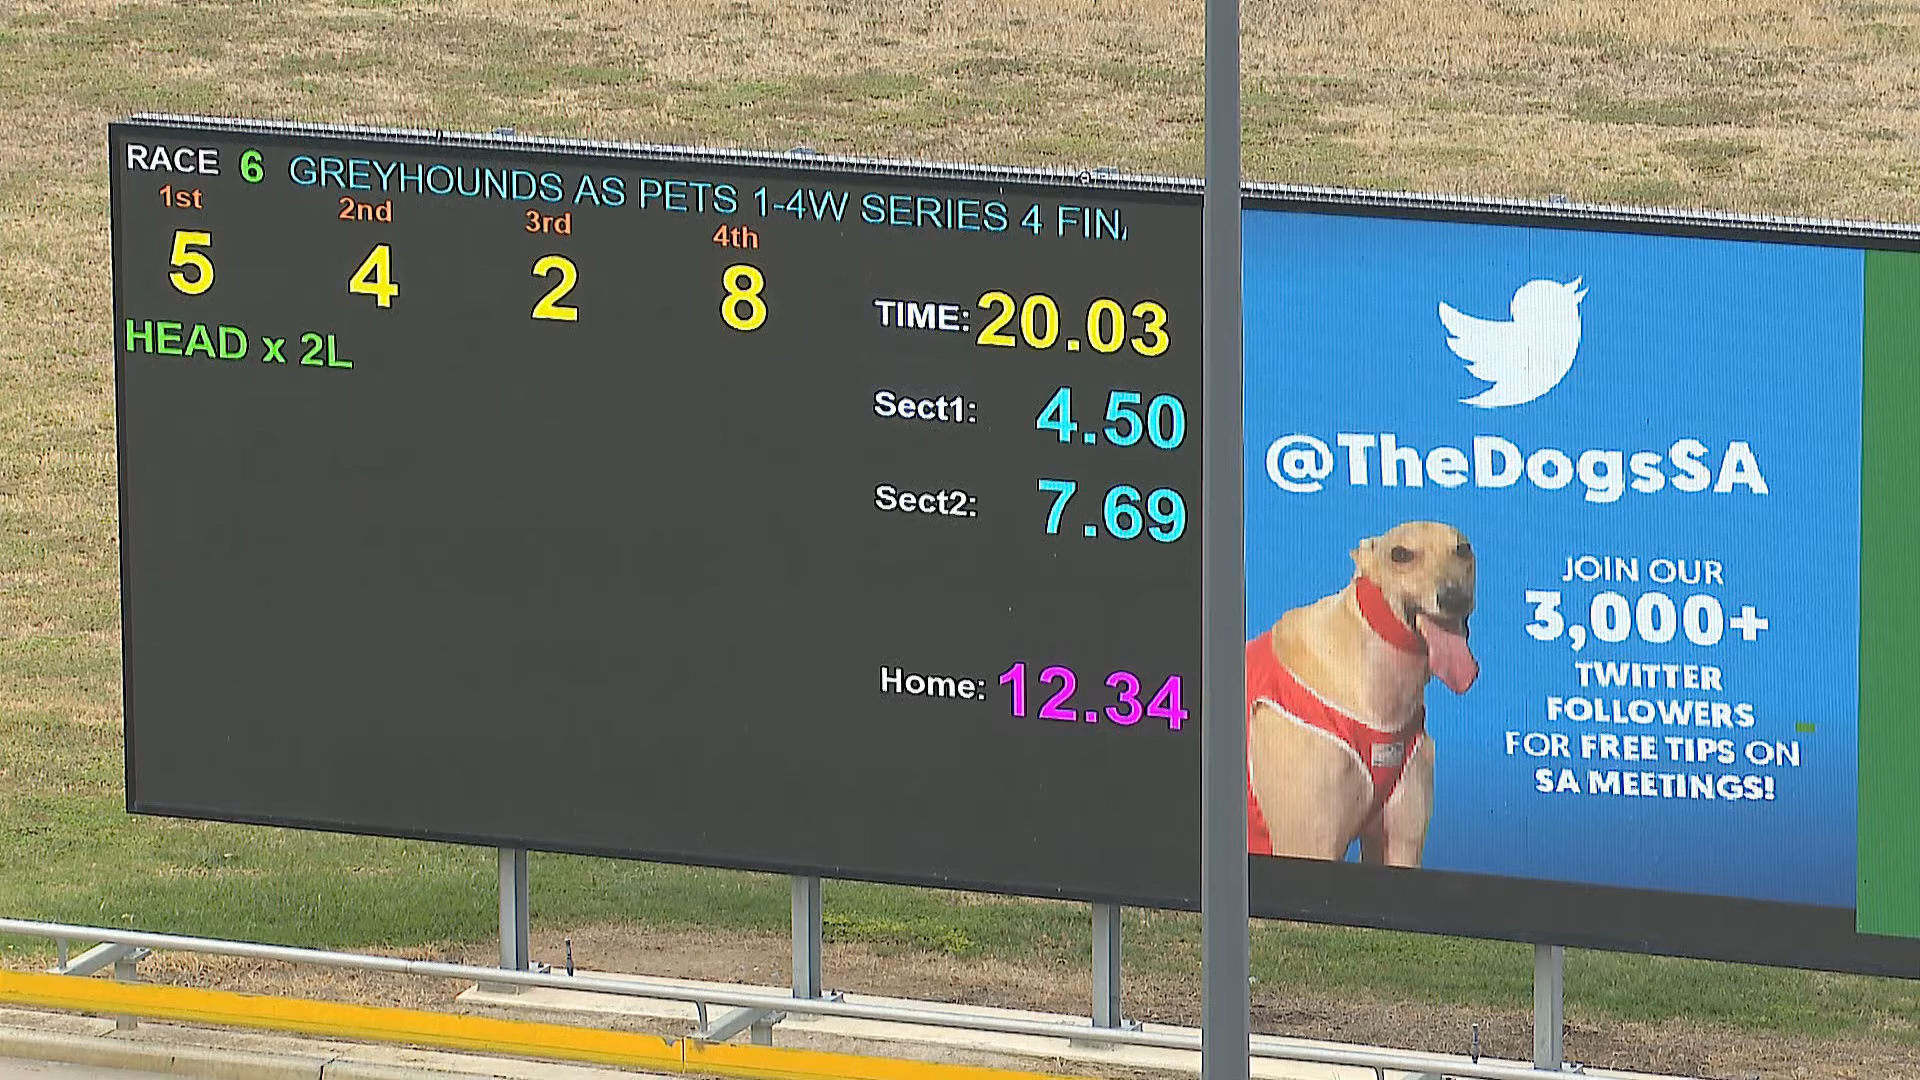 RACE 6 GREYHOUNDS AS PETS 1-4W SERIES 4 FIN
1st 2nd 3rd 4th
5 4 2 8
HEAD x 2L
TIME: 20.03
Sect1: 4.50
Sect2: 7.69
Home: 12.34
@TheDogsSA
JOIN OUR
3,000+
TWITTER
FOLLOWERS
FOR FREE TIPS ON
SA MEETINGS!